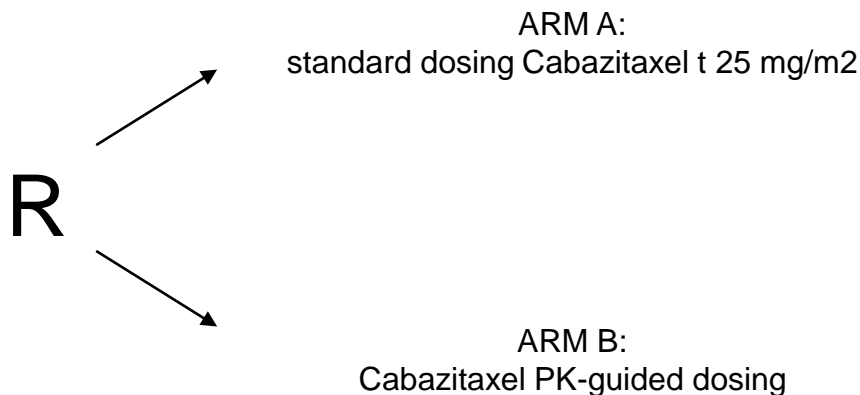 ARM A:
standard dosing Cabazitaxel t 25 mg/m2
R
ARM B:
Cabazitaxel PK-guided dosing